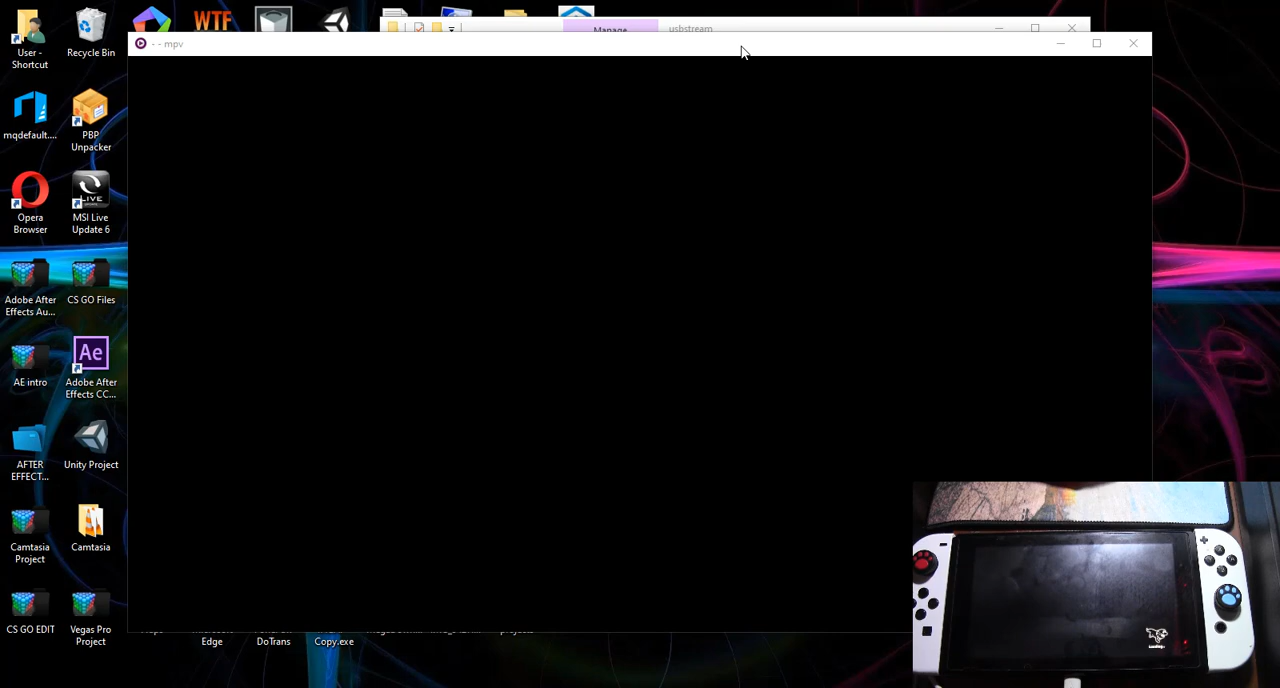 WTF
Manage
usbstream
- - mpv
User -
Shortcut
Recycle Bin
mqdefault....
PBP
Unpacker
LIVE
Opera
Browser
MSI Live
Update 6
Adobe After
Effects Au...
CS GO Files
AE intro
Ae
Adobe After
Effects CC...
AFTER
EFFECT...
Unity Project
Camtasia
Project
Camtasia
CS GO EDIT
Vegas Pro
Project
Edge
DoTrans
Copy.exe